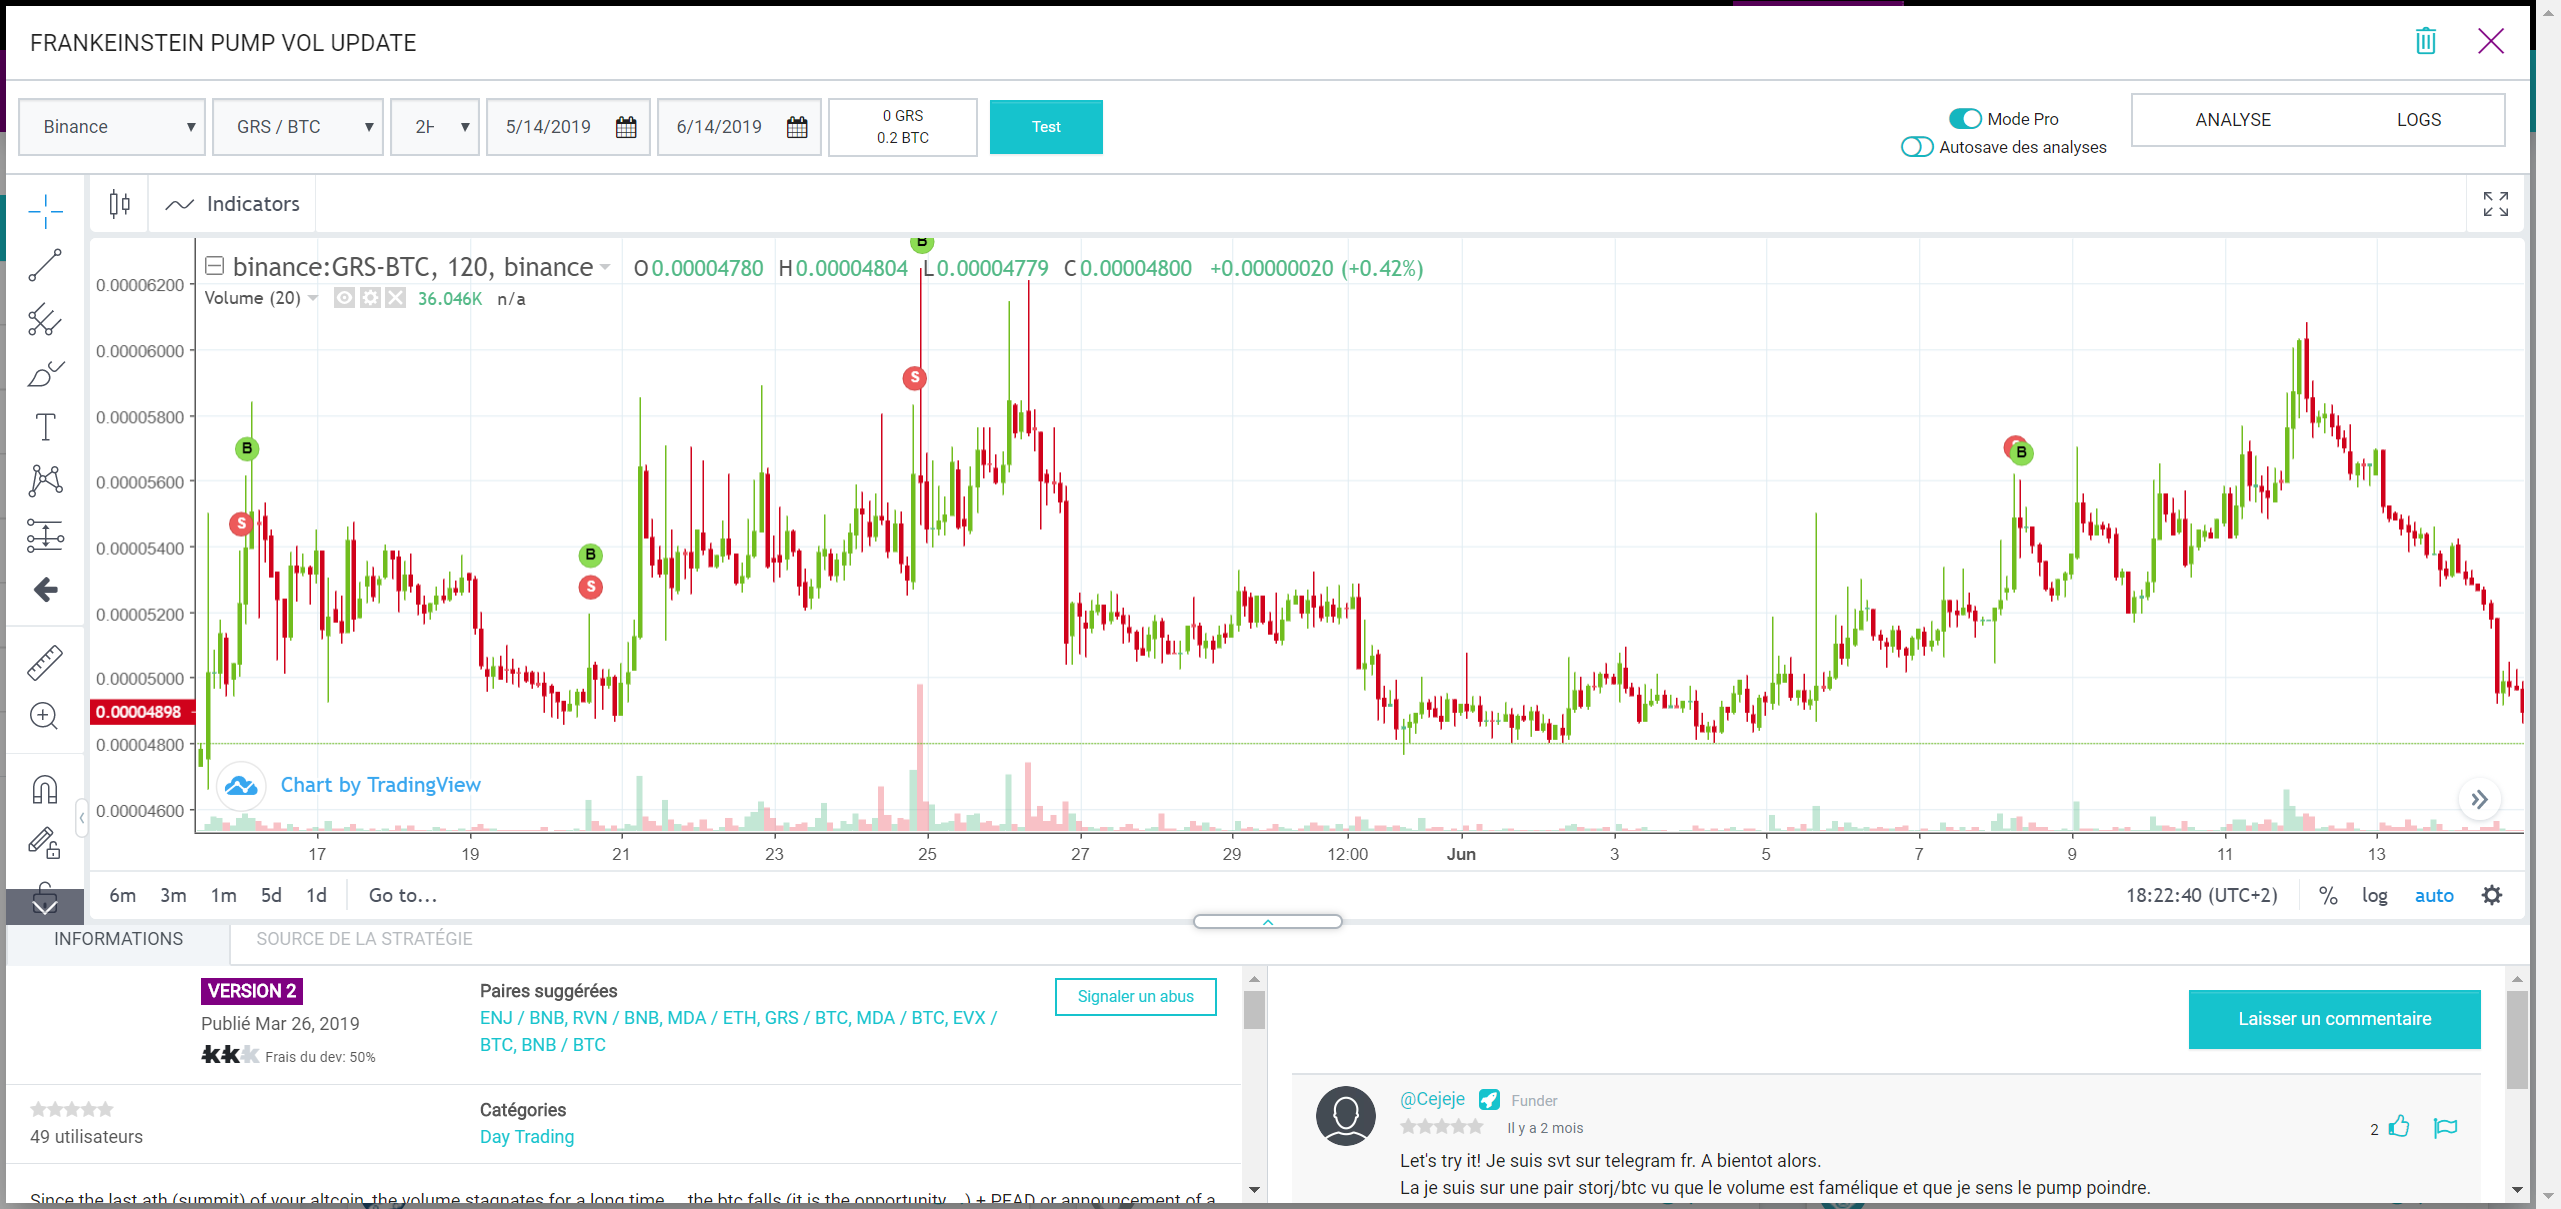 FRANKEINSTEIN PUMP VOL UPDATE
Binance
GRS / BTC
5/14/2019
6/14/2019
0 GRS
0.2 BTC
Test
Mode Pro
Autosave des analyses
ANALYSE
LOGS
Indicators
binance:GRS-BTC, 120, binance O 0.00004780 H 0.00004804 L 0.00004779 C 0.00004800 +0.00000020 (+0.42%)
Volume (20) 36.046K n/a
0.00006200
0.00006000
0.00005800
0.00005600
0.00005400
0.00005200
0.00005000
0.00004898
0.00004800
0.00004600
B
S
B
S
B
S
B
Chart by TradingView
17 19 21 23 25 27 29 12:00 Jun 3 5 7 9 11 13
6m 3m 1m 5d 1d Go to...
18:22:40 (UTC+2) % log auto
INFORMATIONS
SOURCE DE LA STRATÉGIE
VERSION 2
Publié Mar 26, 2019
Frais du dev: 50%
Paires suggérées
ENJ / BNB, RVN / BNB, MDA / ETH, GRS / BTC, MDA / BTC, EVX /
BTC, BNB / BTC
Signaler un abus
49 utilisateurs
Catégories
Day Trading
Since the last ath (summit) of your altcoin, the volume stagnates for a long time ... the btc falls (it is the opportunity ...) + PEAD or announcement of a
Laisser un commentaire
@Cejeje Funder
Il y a 2 mois
2
Let's try it! Je suis svt sur telegram fr. A bientot alors.
La je suis sur une pair storj/btc vu que le volume est famélique et que je sens le pump poindre.